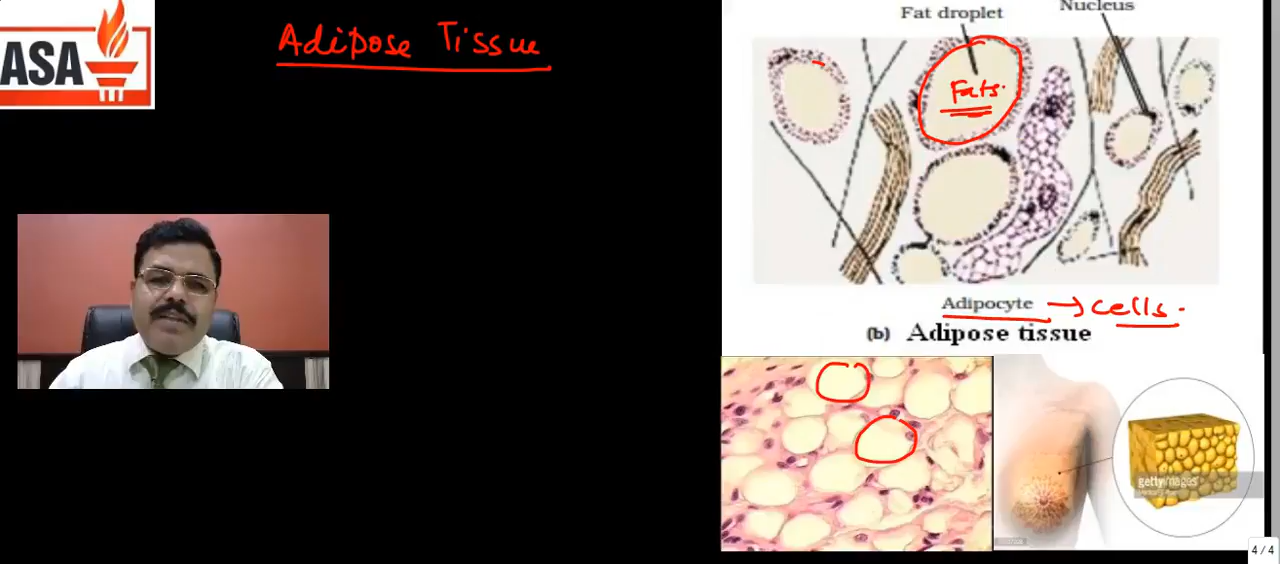 ASA
Adipose Tissue
Fat droplet
Nucleus
Fats.
Adipocyte → cells.
(b) Adipose tissue
gettyimages
4 / 4